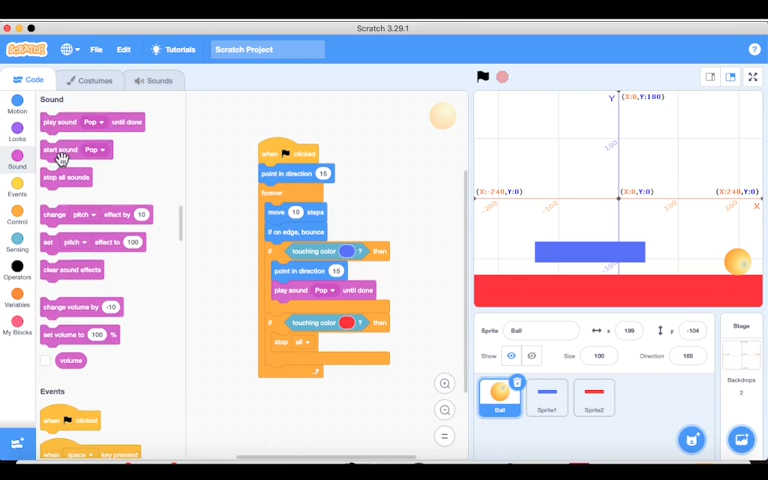 Scratch 3.29.1
SCRATCH File Edit Tutorials Scratch Project ?
Code Costumes Sounds
Motion
Looks
Sound
Events
Control
Sensing
Operators
Variables
My Blocks
Sound
play sound Pop until done
start sound Pop
stop all sounds
change pitch effect by 10
set pitch effect to 100
clear sound effects
change volume by -10
set volume to 100 %
volume
Events
when clicked
when space key pressed
when clicked
point in direction 15
forever
move 10 steps
if on edge, bounce
if touching color ? then
point in direction 15
play sound Pop until done
if touching color ? then
stop all
Y (X:0,Y:180)
100
(X:-240,Y:0) (X:0,Y:0) (X:240,Y:0)
-200 -100 100 200 X
-100
Sprite Ball x 199 y -104
Show Size 100 Direction 165
Ball Sprite1 Sprite2
Stage
Backdrops
2